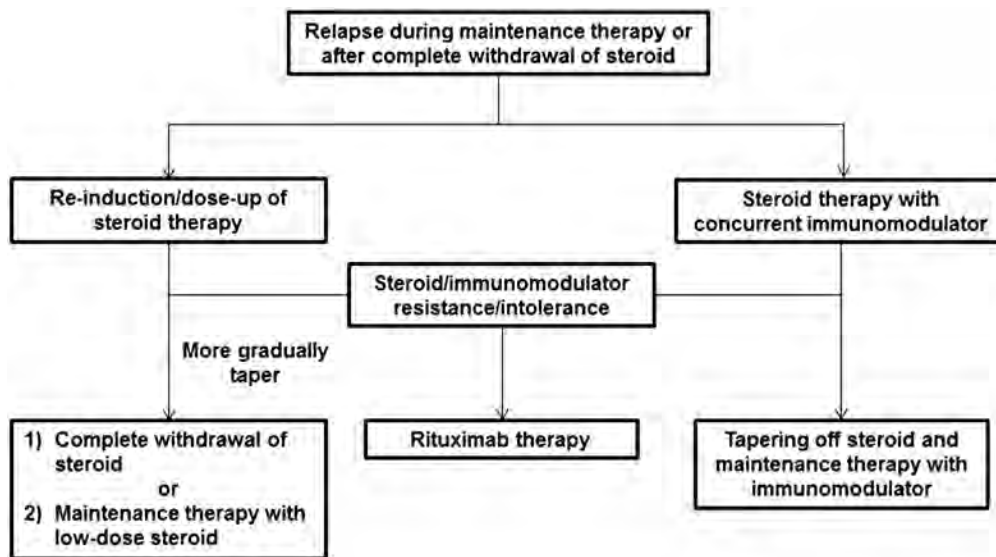 Relapse during maintenance therapy or
after complete withdrawal of steroid
Re-induction/dose-up of
steroid therapy
Steroid therapy with
concurrent immunomodulator
Steroid/immunomodulator
resistance/intolerance
More gradually
taper
1) Complete withdrawal of
steroid
or
2) Maintenance therapy with
low-dose steroid
Rituximab therapy
Tapering off steroid and
maintenance therapy with
immunomodulator